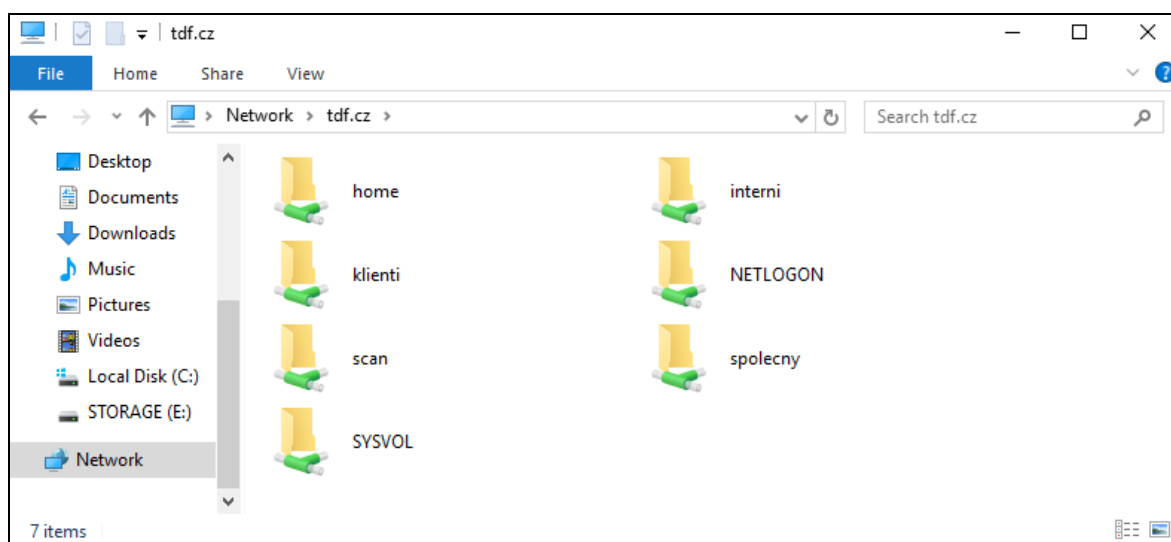 tdf.cz
File Home Share View
Network > tdf.cz >
Search tdf.cz
Desktop
Documents
Downloads
Music
Pictures
Videos
Local Disk (C:)
STORAGE (E:)
Network
home
interni
klienti
NETLOGON
scan
spolecny
SYSVOL
7 items